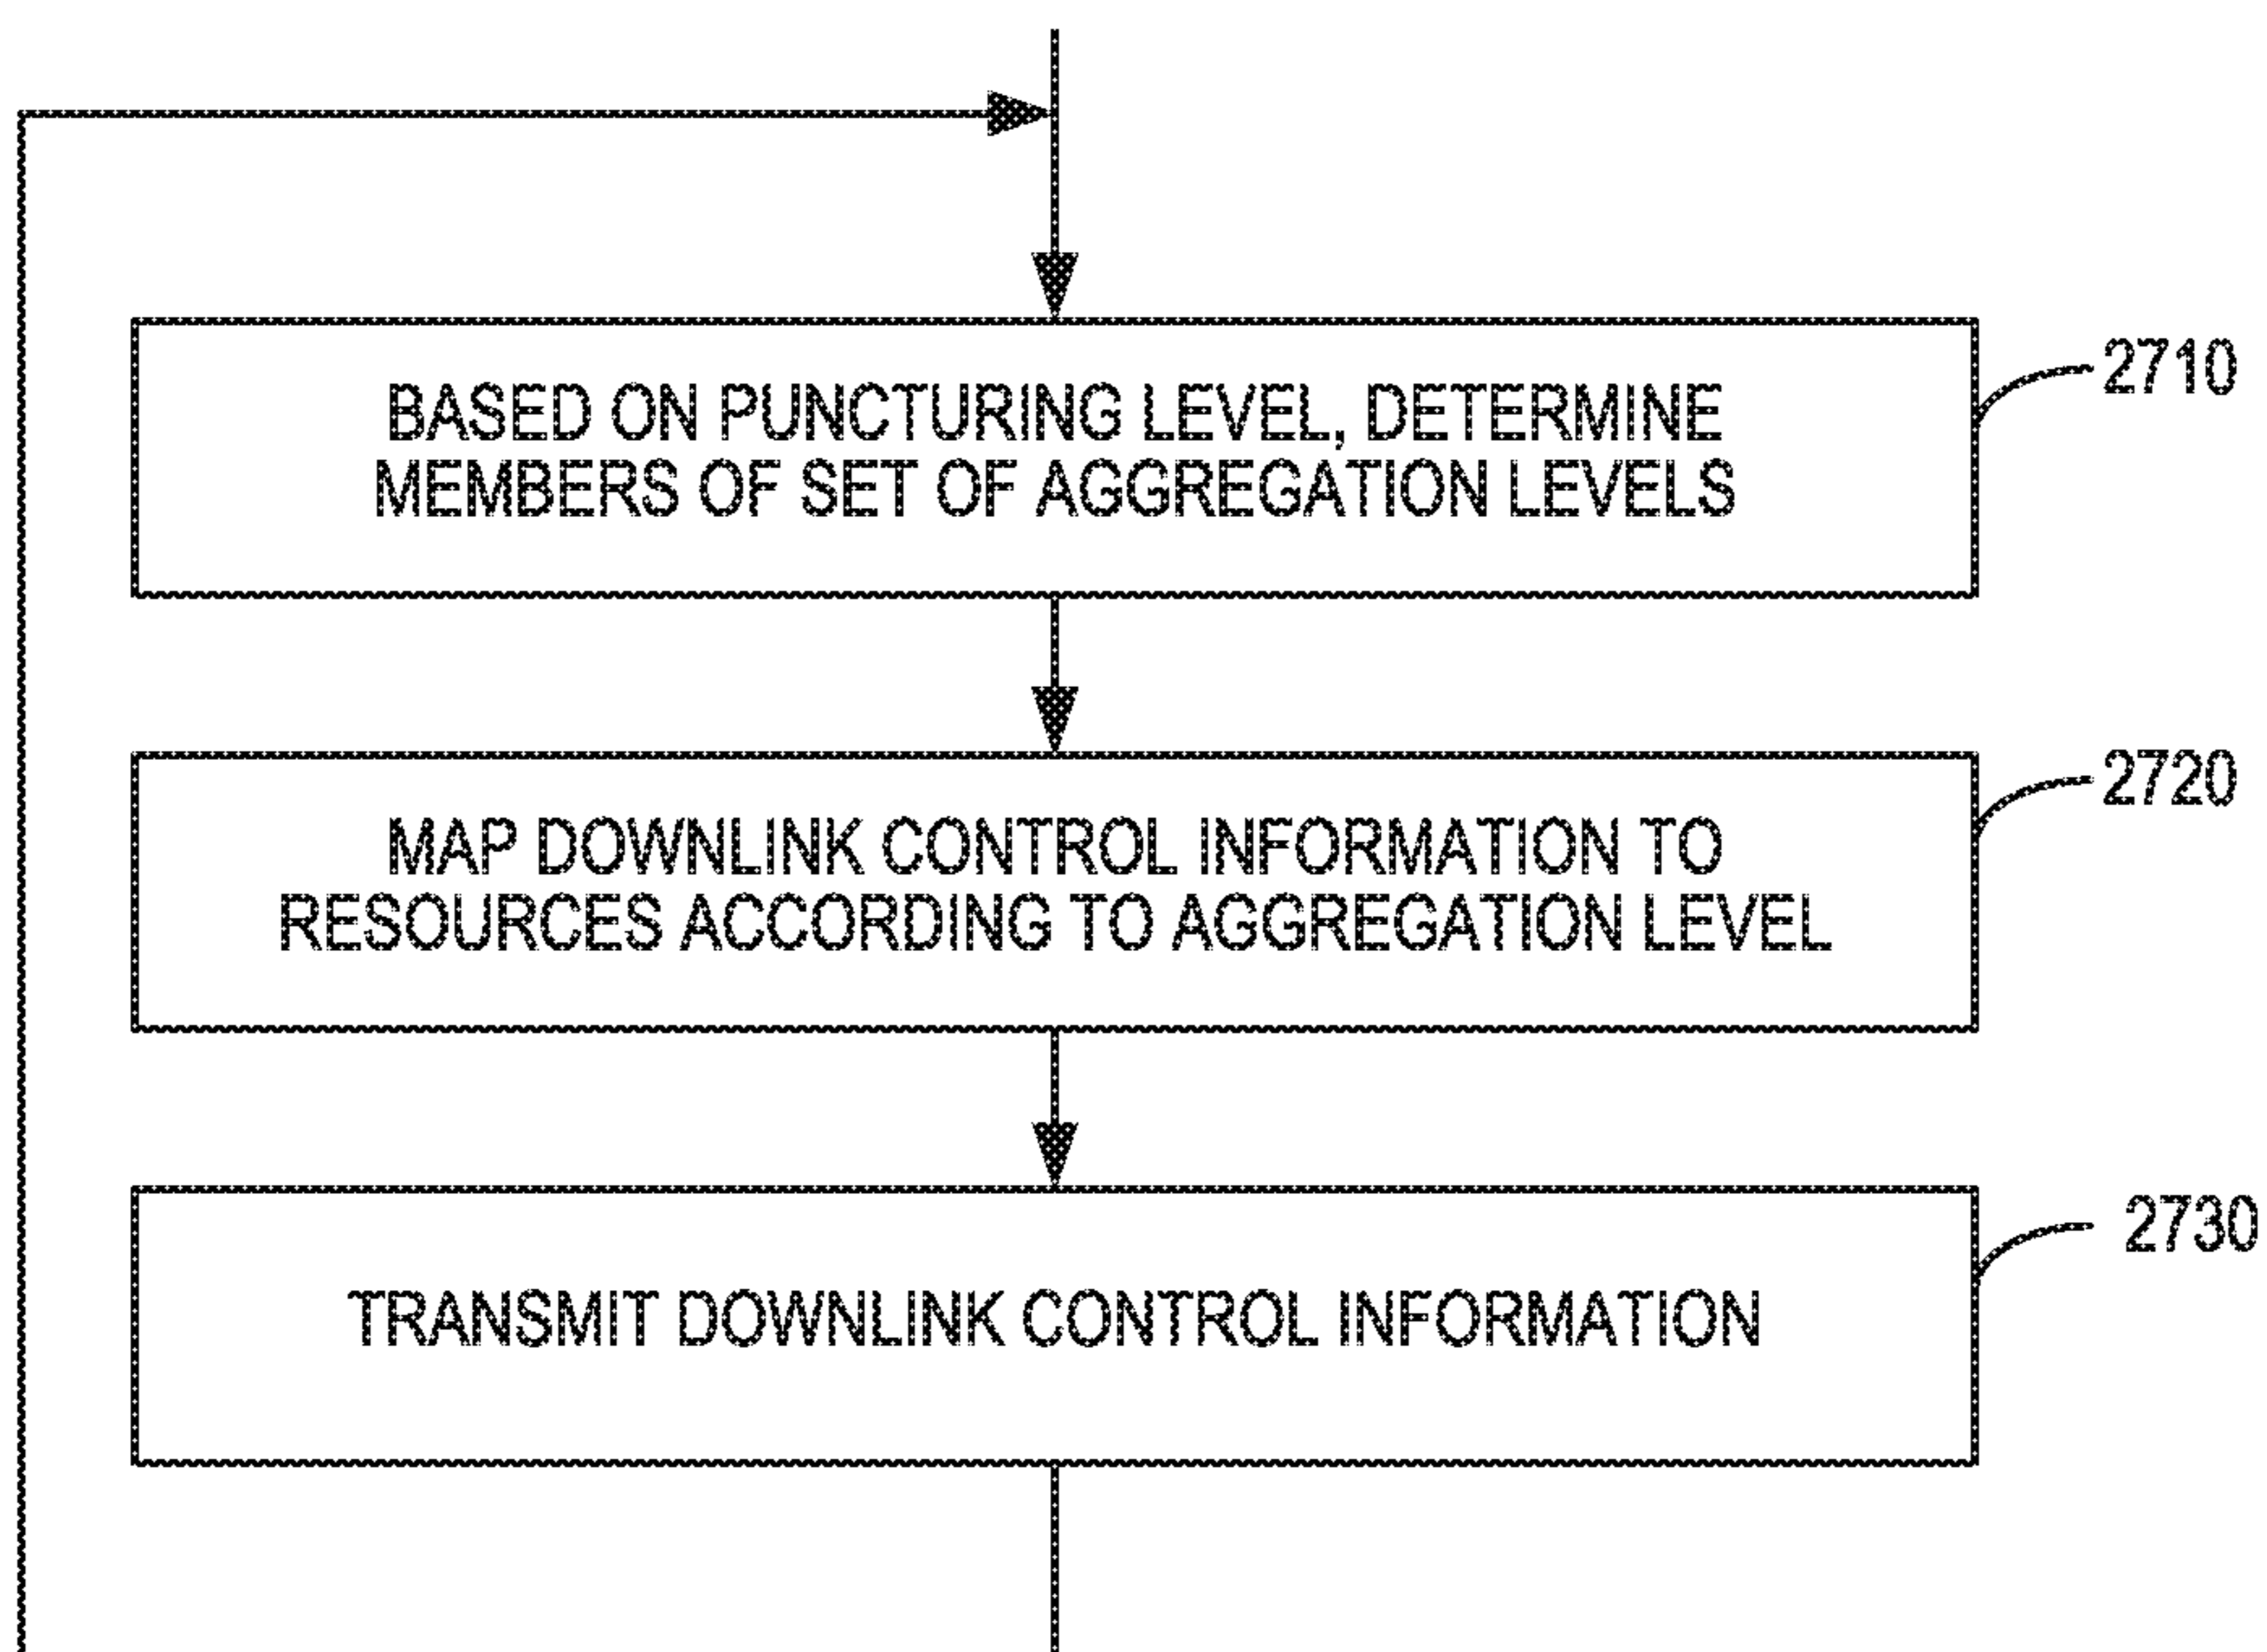 BASED ON PUNCTURING LEVEL, DETERMINE
MEMBERS OF SET OF AGGREGATION LEVELS
2710
MAP DOWNLINK CONTROL INFORMATION TO
RESOURCES ACCORDING TO AGGREGATION LEVEL
2720
TRANSMIT DOWNLINK CONTROL INFORMATION
2730